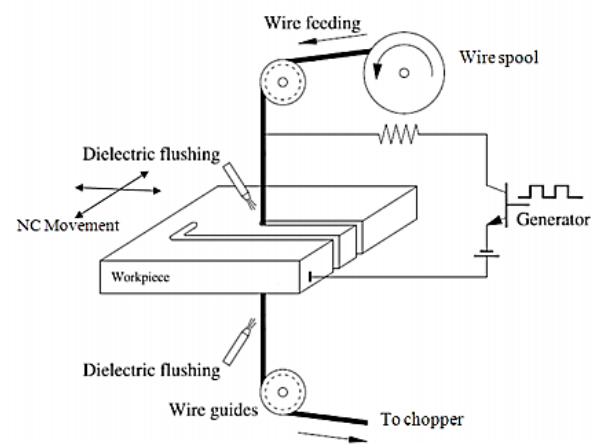 Wire feeding
Wire spool
Dielectric flushing
NC Movement
Generator
Workpiece
Dielectric flushing
Wire guides
To chopper